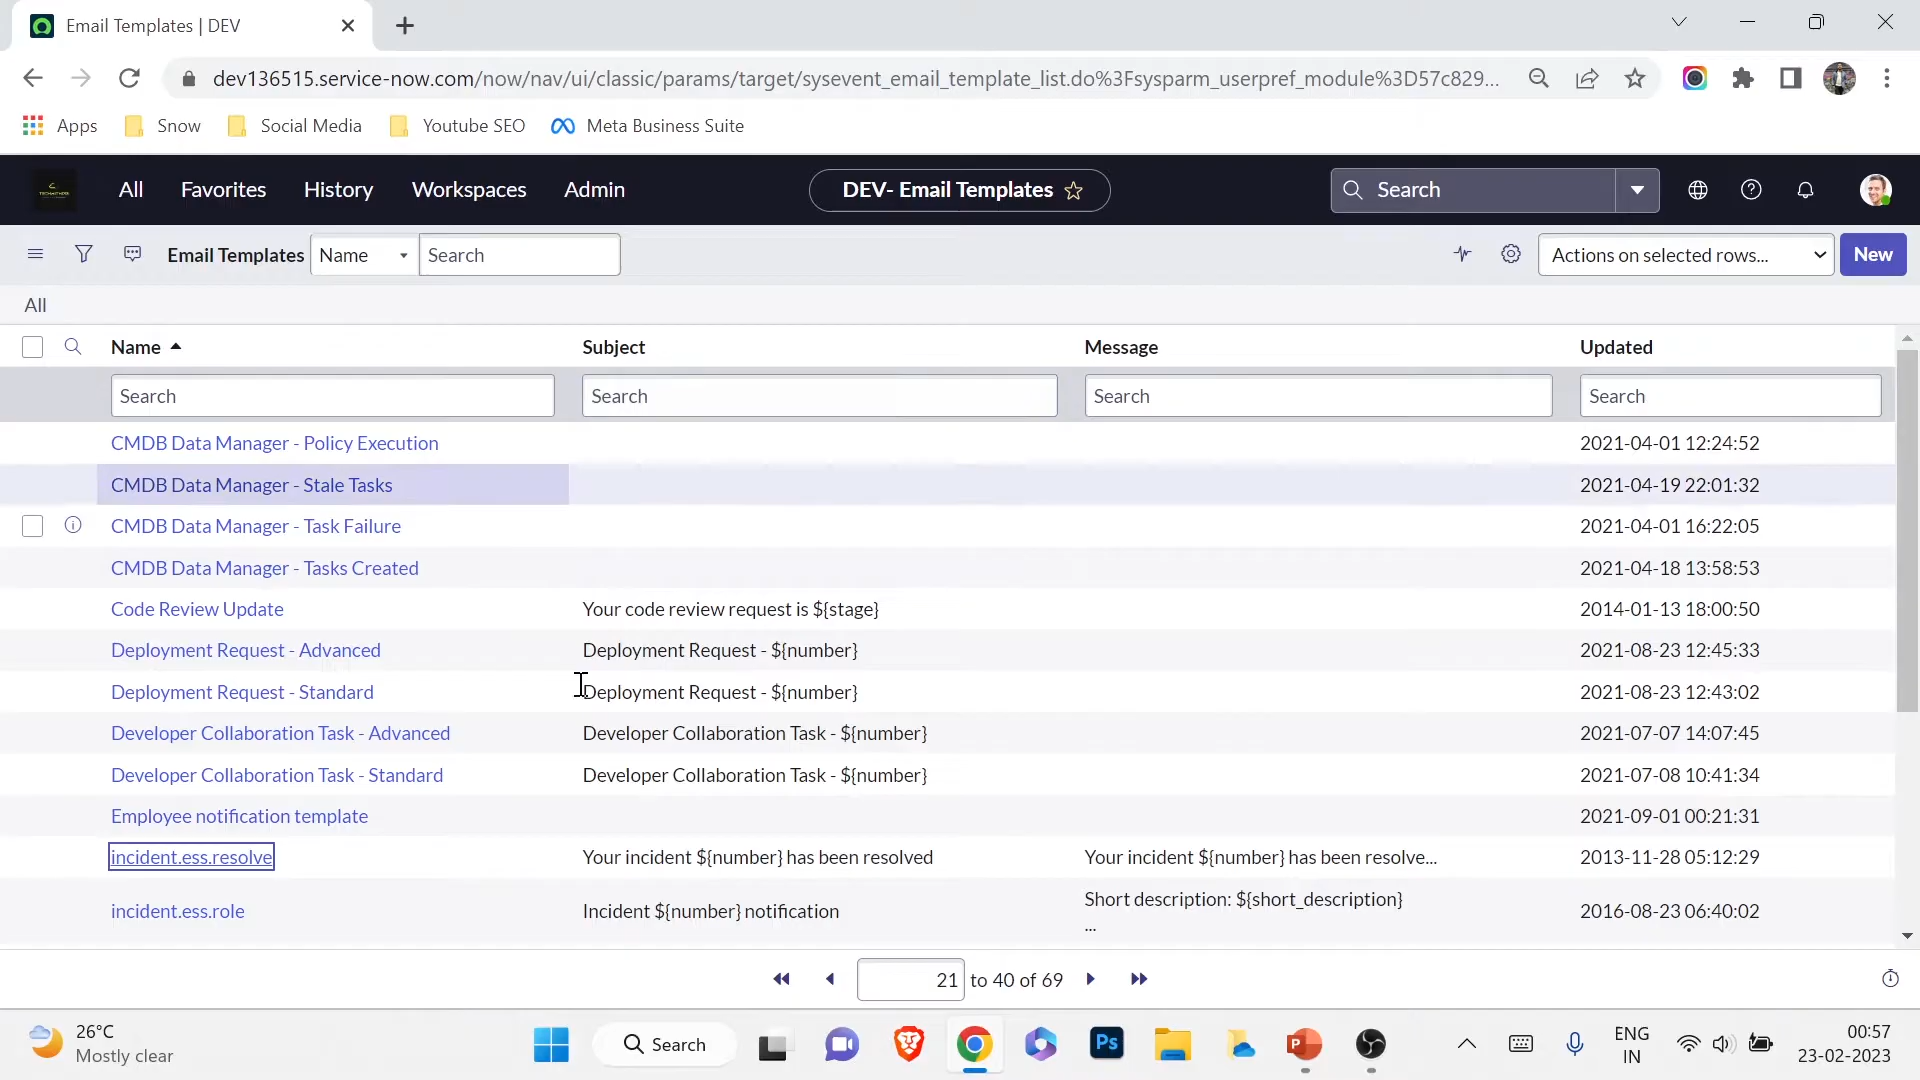 Email Templates | DEV
dev136515.service-now.com/now/nav/ui/classic/params/target/sysevent_email_template_list.do%3Fsysparm_userpref_module%3D57c829...
Apps Snow Social Media Youtube SEO Meta Business Suite
All Favorites History Workspaces Admin DEV- Email Templates Search
Email Templates Name Search Actions on selected rows... New
All
Name Subject Message Updated
Search Search Search Search
CMDB Data Manager - Policy Execution 2021-04-01 12:24:52
CMDB Data Manager - Stale Tasks 2021-04-19 22:01:32
CMDB Data Manager - Task Failure 2021-04-01 16:22:05
CMDB Data Manager - Tasks Created 2021-04-18 13:58:53
Code Review Update Your code review request is ${stage} 2014-01-13 18:00:50
Deployment Request - Advanced Deployment Request - ${number} 2021-08-23 12:45:33
Deployment Request - Standard Deployment Request - ${number} 2021-08-23 12:43:02
Developer Collaboration Task - Advanced Developer Collaboration Task - ${number} 2021-07-07 14:07:45
Developer Collaboration Task - Standard Developer Collaboration Task - ${number} 2021-07-08 10:41:34
Employee notification template 2021-09-01 00:21:31
incident.ess.resolve Your incident ${number} has been resolved Your incident ${number} has been resolve... 2013-11-28 05:12:29
incident.ess.role Incident ${number} notification Short description: ${short_description} 2016-08-23 06:40:02
...
21 to 40 of 69
26°C
Mostly clear
Search
Ps
P
ENG
IN
00:57
23-02-2023